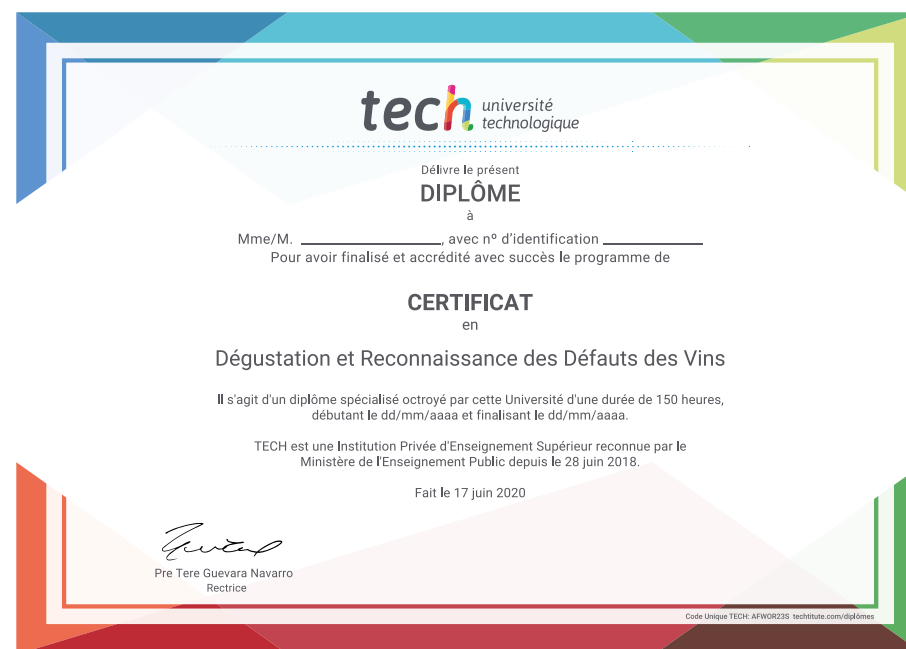 tech université
technologique
Délivre le présent
DIPLÔME
à
Mme/M. ____________________, avec nº d'identification ______________
Pour avoir finalisé et accrédité avec succès le programme de
CERTIFICAT
en
Dégustation et Reconnaissance des Défauts des Vins
Il s'agit d'un diplôme spécialisé octroyé par cette Université d'une durée de 150 heures,
débutant le dd/mm/aaaa et finalisant le dd/mm/aaaa.
TECH est une Institution Privée d'Enseignement Supérieur reconnue par le
Ministère de l'Enseignement Public depuis le 28 juin 2018.
Fait le 17 juin 2020
Pre Tere Guevara Navarro
Rectrice
Code Unique TECH: AFWOR23S techtitute.com/diplômes